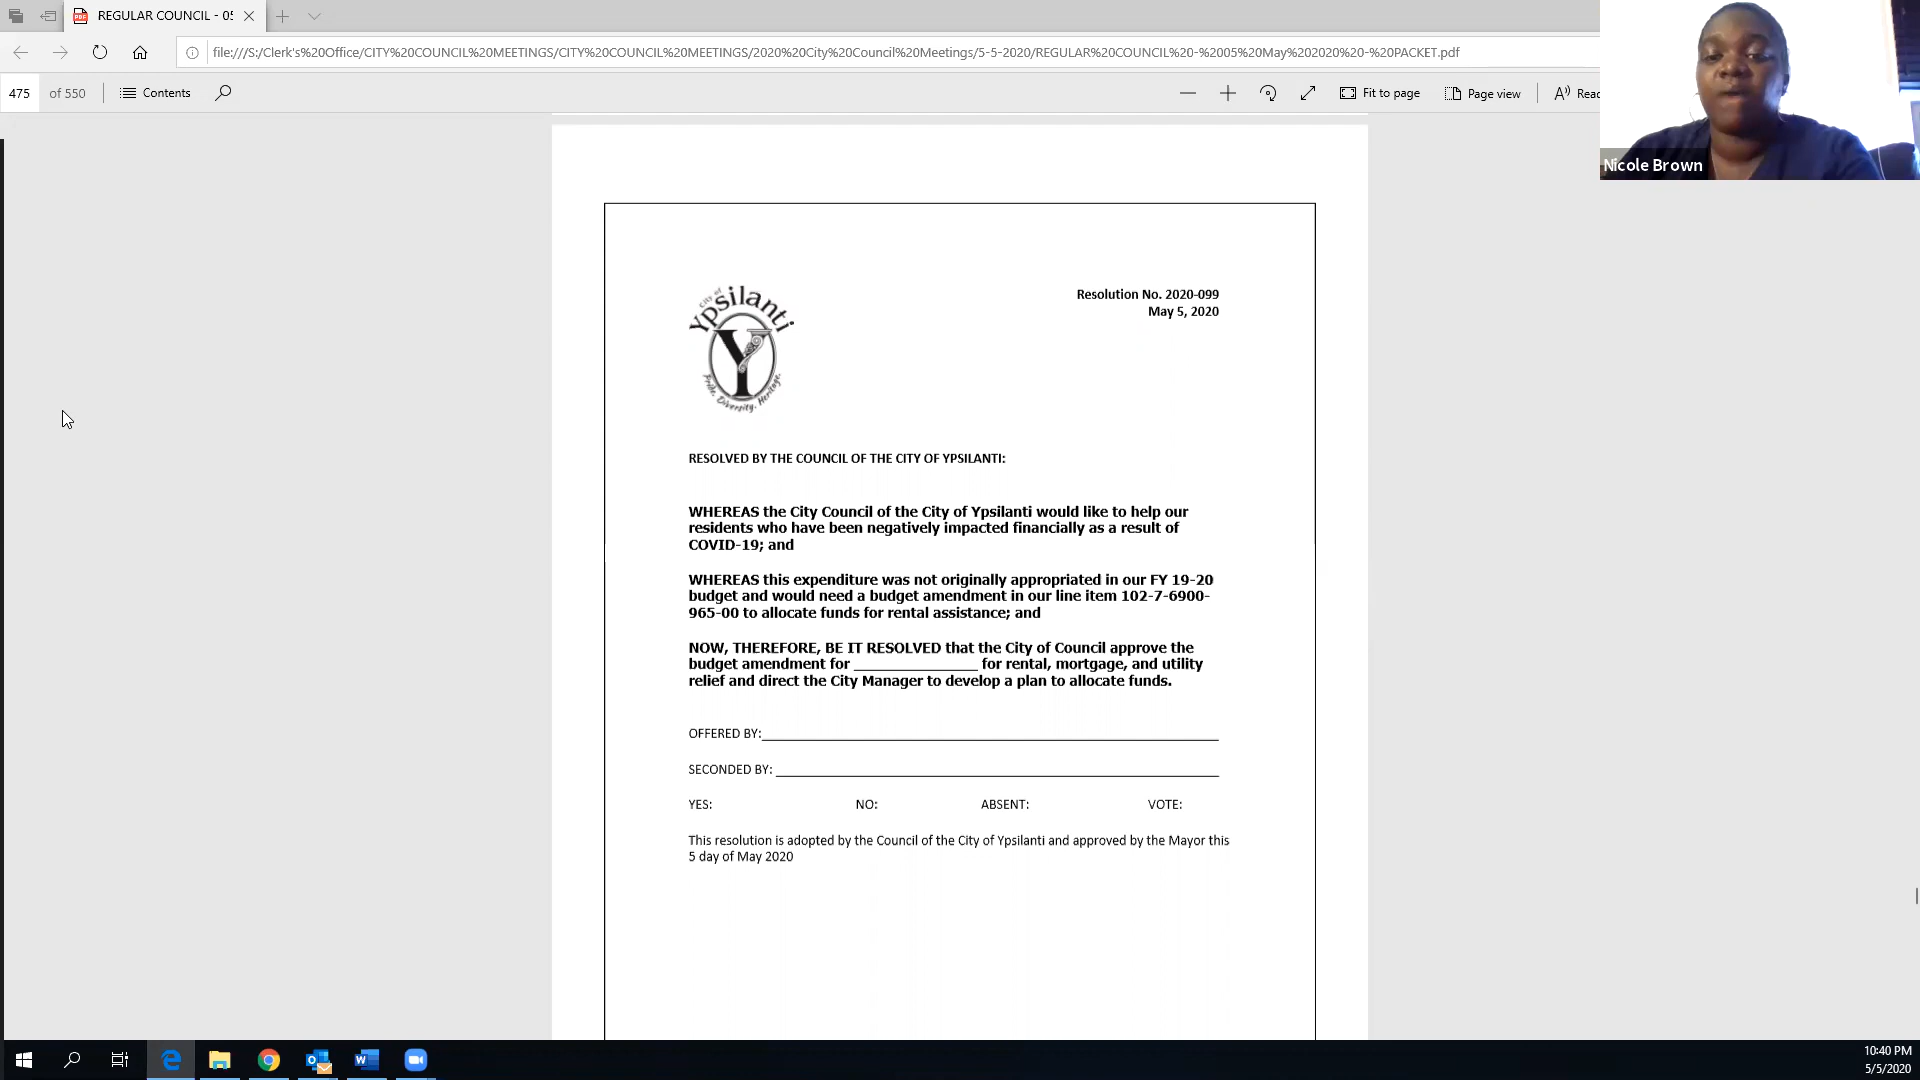 REGULAR COUNCIL - 05
file:///S:/Clerk's%20Office/CITY%20COUNCIL%20MEETINGS/CITY%20COUNCIL%20MEETINGS/2020%20City%20Council%20Meetings/5-5-2020/REGULAR%20COUNCIL%20-%2005%20May%202020%20-%20PACKET.pdf
475 of 550 Contents Fit to page Page view Read
Nicole Brown
city of
Ypsilanti
Y
Pride. Diversity. Heritage.
Resolution No. 2020-099
May 5, 2020
RESOLVED BY THE COUNCIL OF THE CITY OF YPSILANTI:
WHEREAS the City Council of the City of Ypsilanti would like to help our
residents who have been negatively impacted financially as a result of
COVID-19; and
WHEREAS this expenditure was not originally appropriated in our FY 19-20
budget and would need a budget amendment in our line item 102-7-6900-
965-00 to allocate funds for rental assistance; and
NOW, THEREFORE, BE IT RESOLVED that the City of Council approve the
budget amendment for ________________ for rental, mortgage, and utility
relief and direct the City Manager to develop a plan to allocate funds.
OFFERED BY:
SECONDED BY:
YES: NO: ABSENT: VOTE:
This resolution is adopted by the Council of the City of Ypsilanti and approved by the Mayor this
5 day of May 2020
10:40 PM
5/5/2020